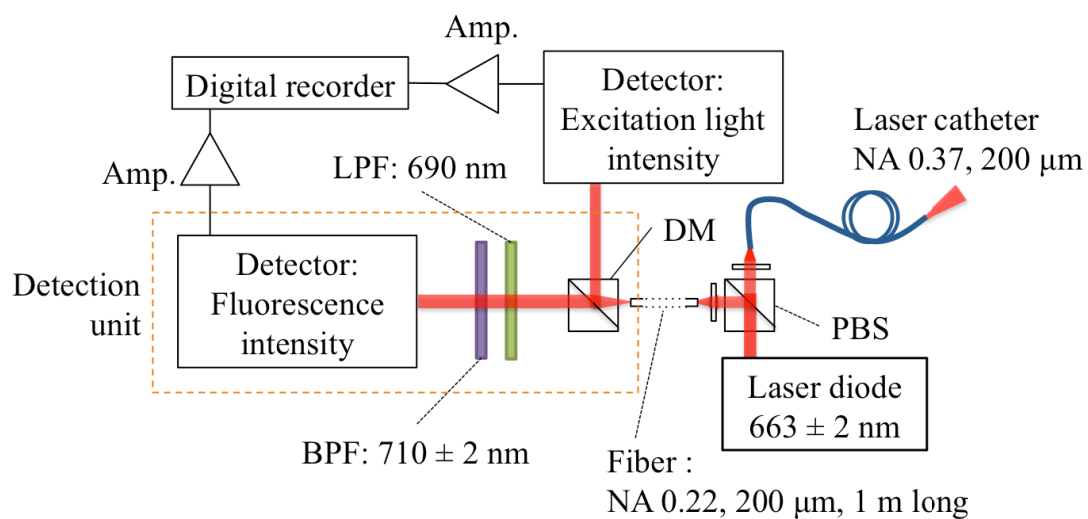 Amp.
Digital recorder
Detector:
Excitation light
intensity
Laser catheter
NA 0.37, 200 μm
Amp.
LPF: 690 nm
DM
Detection
unit
Detector:
Fluorescence
intensity
PBS
Laser diode
663 ± 2 nm
BPF: 710 ± 2 nm
Fiber :
NA 0.22, 200 μm, 1 m long